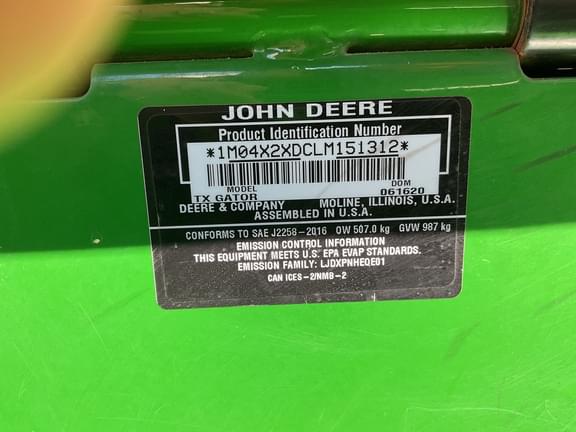 JOHN DEERE
Product Identification Number
*1M04X2XDCLM151312*
MODEL DOM
TX GATOR 061620
DEERE & COMPANY MOLINE, ILLINOIS, U.S.A.
ASSEMBLED IN U.S.A.
CONFORMS TO SAE J2258-2016 OW 507.0 kg GVW 987 kg
EMISSION CONTROL INFORMATION
THIS EQUIPMENT MEETS U.S. EPA EVAP STANDARDS.
EMISSION FAMILY: LJDXPNHEQE01
CAN ICES-2/NMB-2